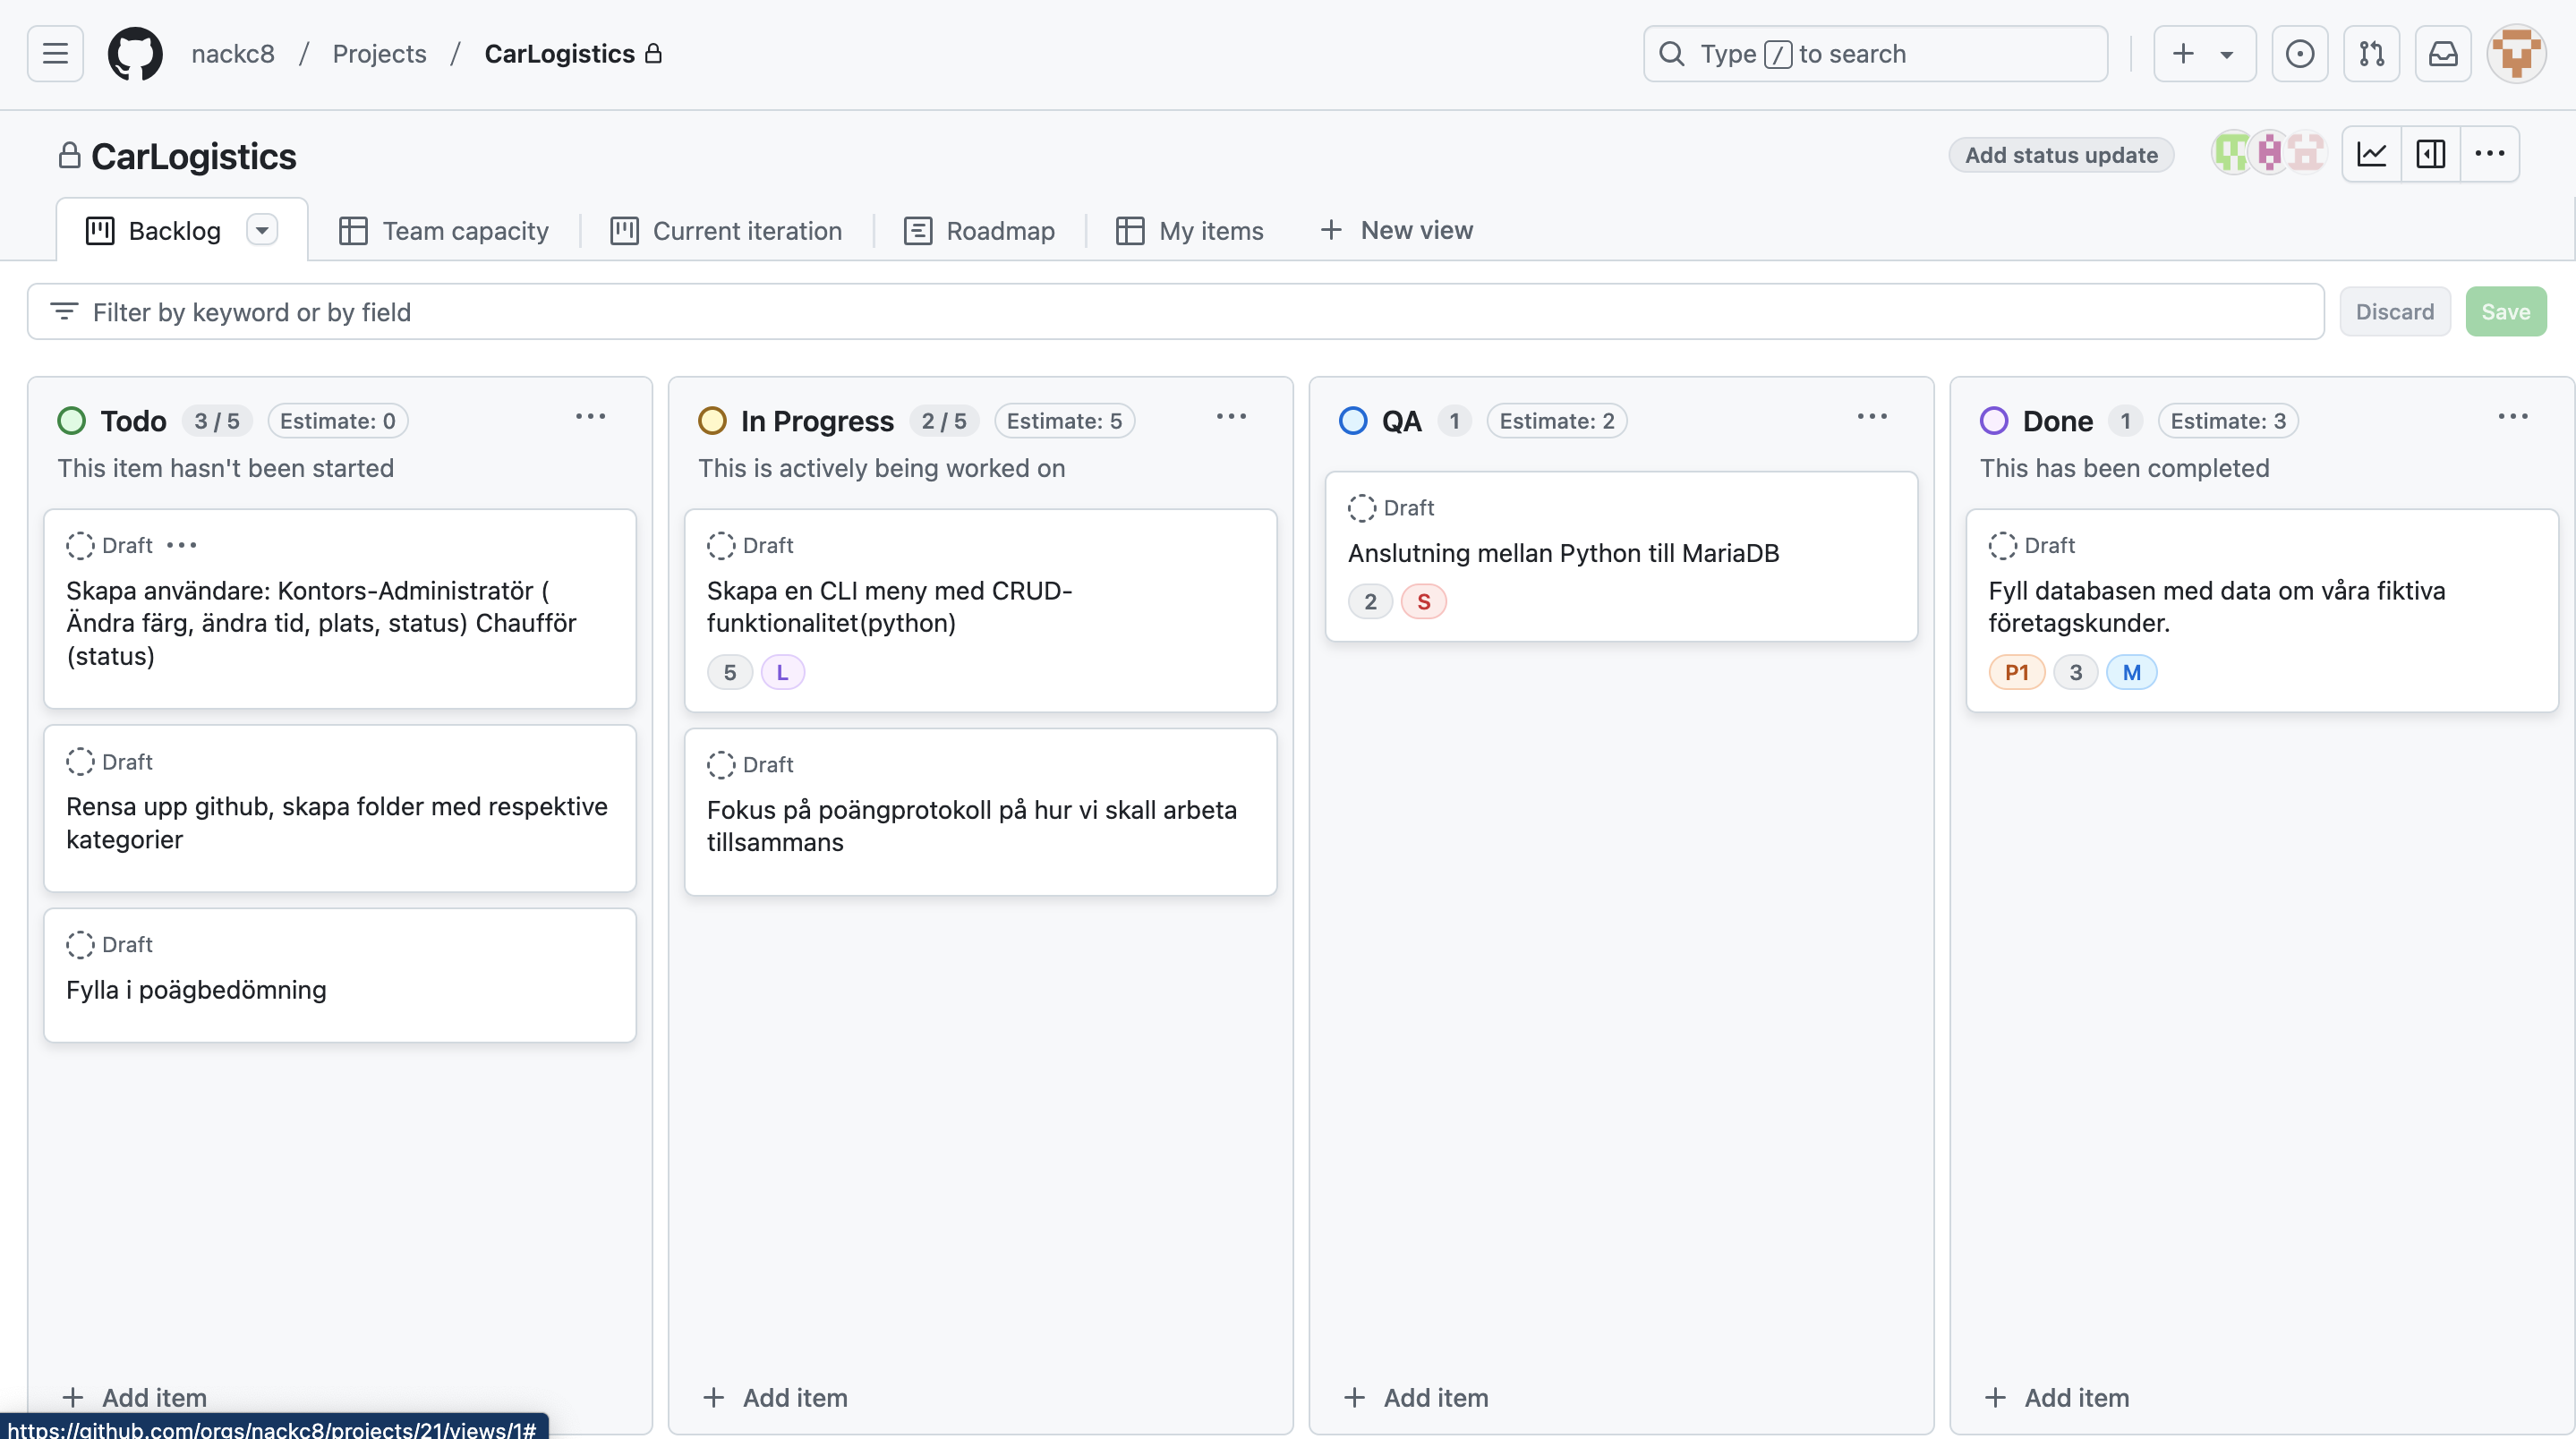 nackc8 / Projects / CarLogistics
Type / to search
CarLogistics
Add status update
Backlog
Team capacity
Current iteration
Roadmap
My items
New view
Filter by keyword or by field
Discard
Save
Todo 3 / 5 Estimate: 0
This item hasn't been started
Draft
Skapa användare: Kontors-Administratör (
Ändra färg, ändra tid, plats, status) Chaufför
(status)
Draft
Rensa upp github, skapa folder med respektive
kategorier
Draft
Fylla i poägbedömning
Add item
In Progress 2 / 5 Estimate: 5
This is actively being worked on
Draft
Skapa en CLI meny med CRUD-
funktionalitet(python)
5 L
Draft
Fokus på poängprotokoll på hur vi skall arbeta
tillsammans
Add item
QA 1 Estimate: 2
Draft
Anslutning mellan Python till MariaDB
2 S
Add item
Done 1 Estimate: 3
This has been completed
Draft
Fyll databasen med data om våra fiktiva
företagskunder.
P1 3 M
Add item
https://github.com/orgs/nackc8/projects/21/views/1#